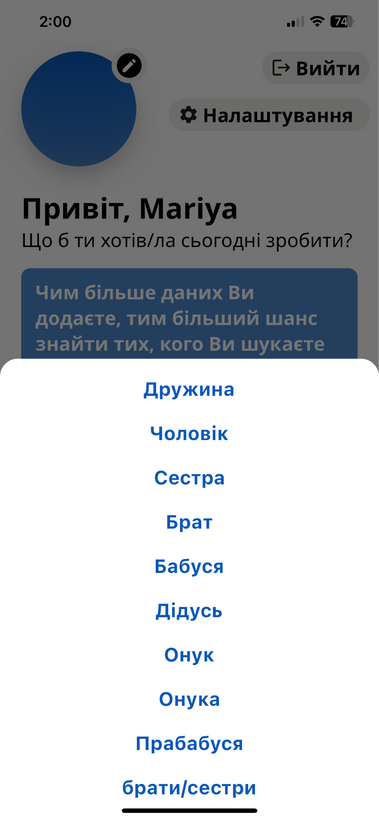 2:00
74
Вийти
Налаштування
Привіт, Mariya
Що б ти хотів/ла сьогодні зробити?
Чим більше даних Ви
додаєте, тим більший шанс
знайти тих, кого Ви шукаєте
Дружина
Чоловік
Сестра
Брат
Бабуся
Дідусь
Онук
Онука
Прабабуся
брати/сестри